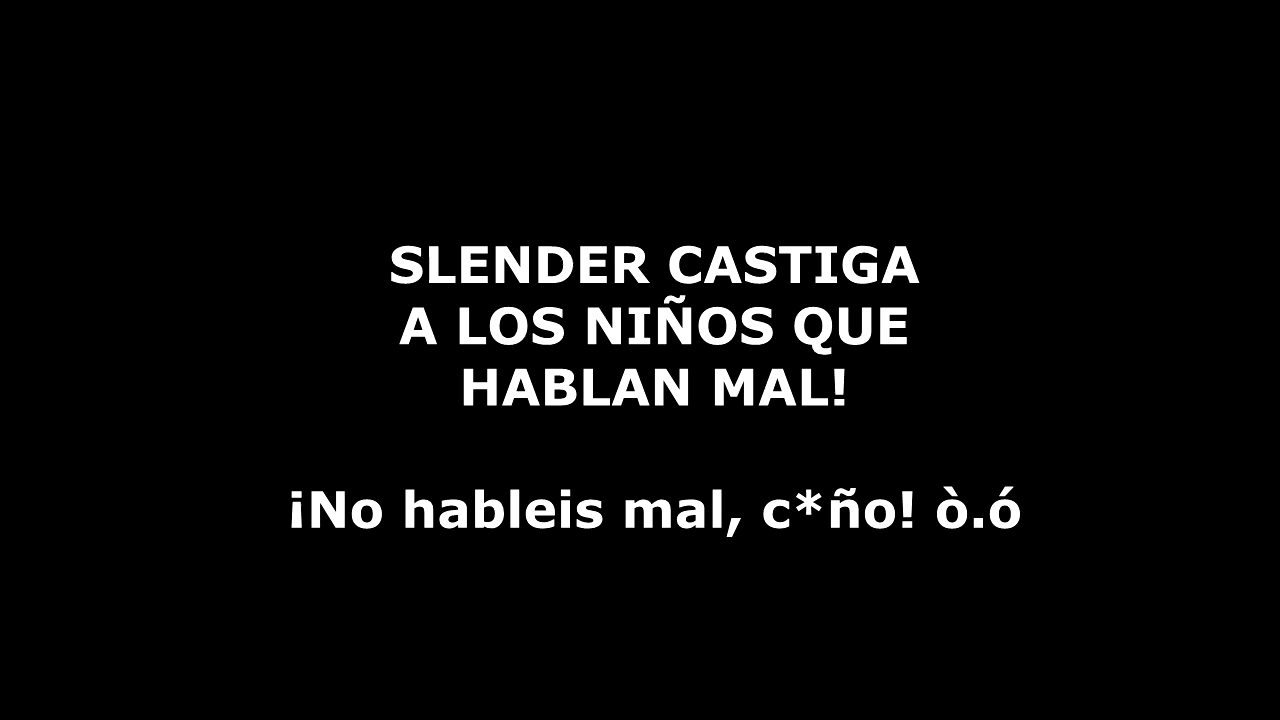 SLENDER CASTIGA
A LOS NIÑOS QUE
HABLAN MAL!
¡No hableis mal, c*ño! ò.ó